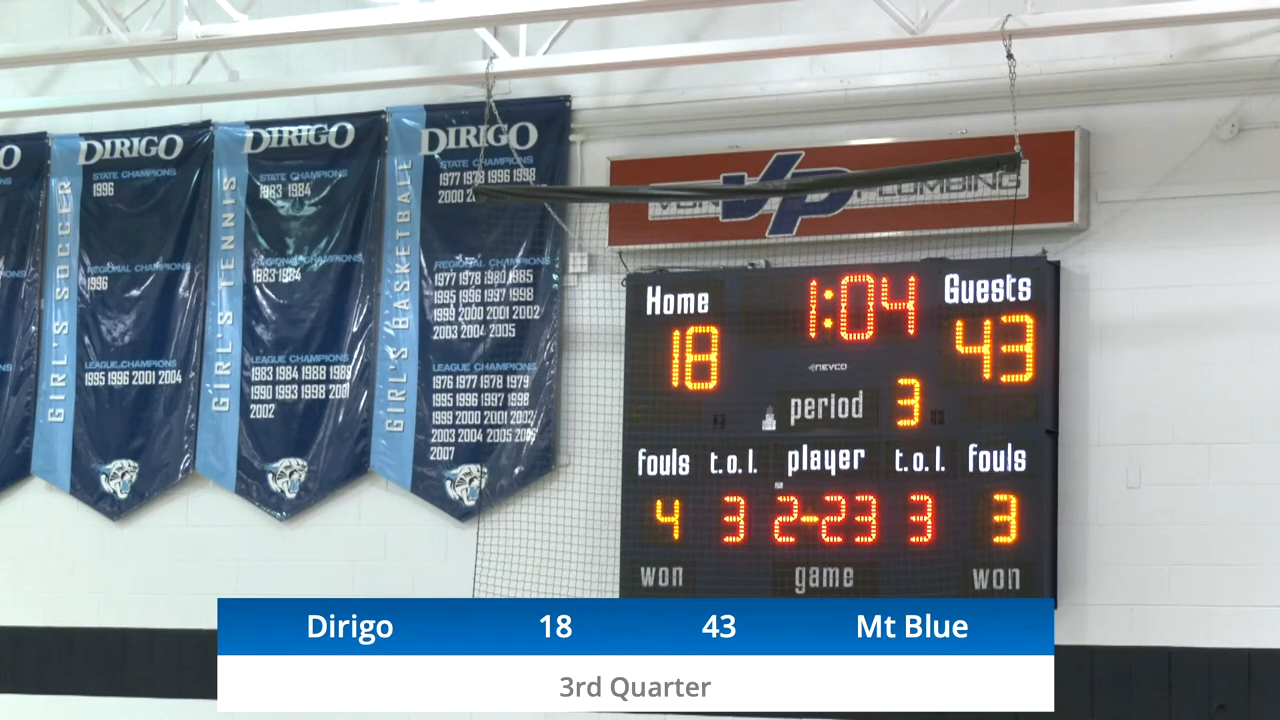 O
GIRL'S SOCCER
DIRIGO
STATE CHAMPIONS
1996
REGIONAL CHAMPIONS
1996
LEAGUE CHAMPIONS
1995 1996 2001 2004
GIRL'S TENNIS
DIRIGO
STATE CHAMPIONS
1983 1984
REGIONAL CHAMPIONS
1983 1984
LEAGUE CHAMPIONS
1983 1984 1988 1989
1990 1993 1998 2001
2002
GIRL'S BASKETBALL
DIRIGO
STATE CHAMPIONS
1977 1978 1996 1998
2000
REGIONAL CHAMPIONS
1977 1978 1980 1985
1995 1996 1997 1998
1999 2000 2001 2002
2003 2004 2005
LEAGUE CHAMPIONS
1976 1977 1978 1979
1995 1996 1997 1998
1999 2000 2001 2002
2003 2004 2005 2006
2007
VP
PLUMBING
Home 1:04 Guests
18 43
NEVCO
period 3
fouls t.o.l. player t.o.l. fouls
4 3 2-23 3 3
won game won
Dirigo 18 43 Mt Blue
3rd Quarter